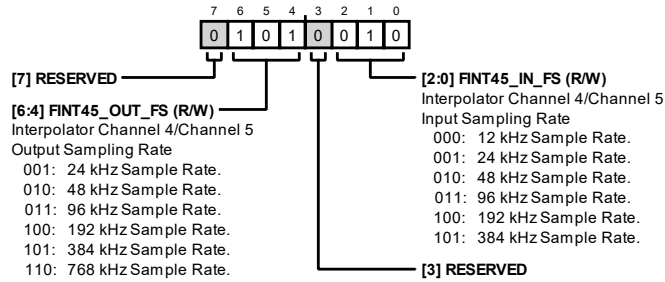 7 6 5 4 3 2 1 0
0 1 0 1 0 0 1 0
[7] RESERVED
[6:4] FINT45_OUT_FS (R/W)
Interpolator Channel 4/Channel 5
Output Sampling Rate
001: 24 kHz Sample Rate.
010: 48 kHz Sample Rate.
011: 96 kHz Sample Rate.
100: 192 kHz Sample Rate.
101: 384 kHz Sample Rate.
110: 768 kHz Sample Rate.
[2:0] FINT45_IN_FS (R/W)
Interpolator Channel 4/Channel 5
Input Sampling Rate
000: 12 kHz Sample Rate.
001: 24 kHz Sample Rate.
010: 48 kHz Sample Rate.
011: 96 kHz Sample Rate.
100: 192 kHz Sample Rate.
101: 384 kHz Sample Rate.
[3] RESERVED